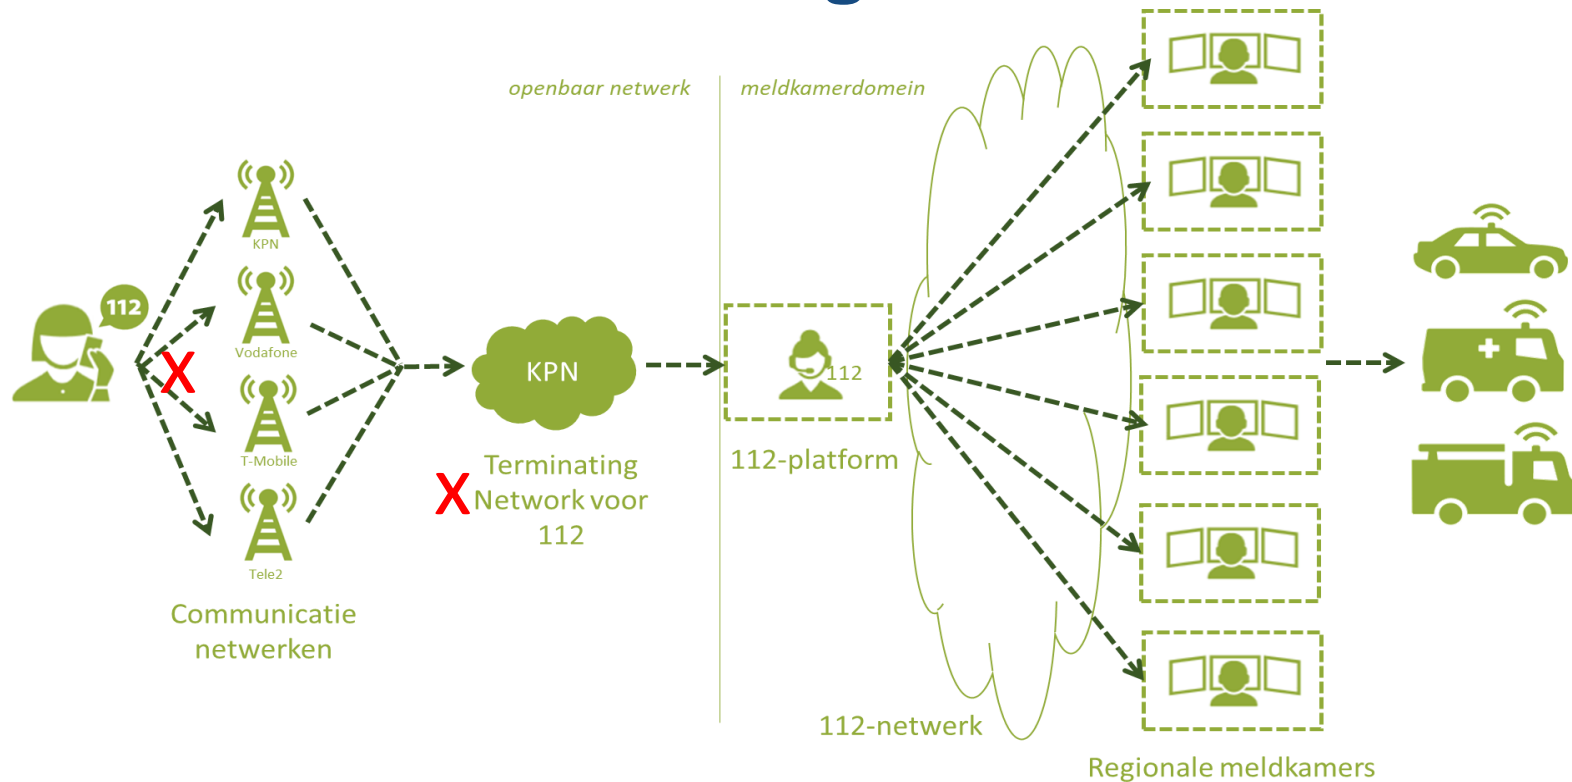 openbaar netwerk
meldkamerdomein
KPN
112
Vodafone
X
T-Mobile
Tele2
Communicatie
netwerken
KPN
X
Terminating
Network voor
112
112
112-platform
112-netwerk
Regionale meldkamers